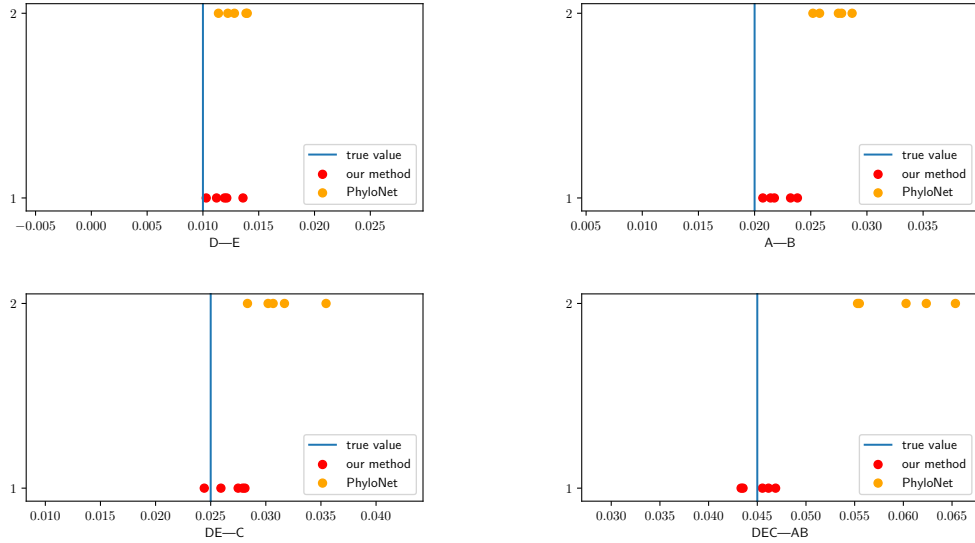 2
true value
our method
PhyloNet
1
−0.005 0.000 0.005 0.010 0.015 0.020 0.025
D—E
2
true value
our method
PhyloNet
1
0.005 0.010 0.015 0.020 0.025 0.030 0.035
A—B
2
true value
our method
PhyloNet
1
0.010 0.015 0.020 0.025 0.030 0.035 0.040
DE—C
2
true value
our method
PhyloNet
1
0.030 0.035 0.040 0.045 0.050 0.055 0.060 0.065
DEC—AB